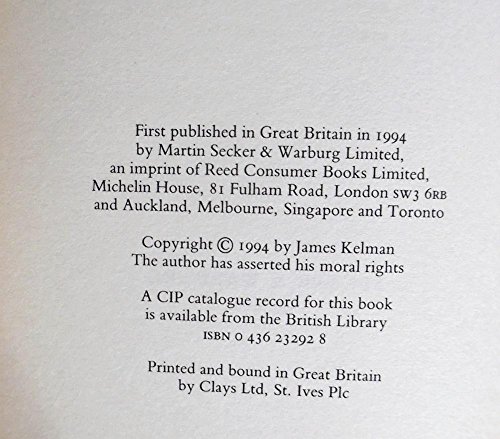 First published in Great Britain in 1994
by Martin Secker & Warburg Limited,
an imprint of Reed Consumer Books Limited,
Michelin House, 81 Fulham Road, London SW3 6RB
and Auckland, Melbourne, Singapore and Toronto
Copyright © 1994 by James Kelman
The author has asserted his moral rights
A CIP catalogue record for this book
is available from the British Library
ISBN 0 436 23292 8
Printed and bound in Great Britain
by Clays Ltd, St. Ives Plc